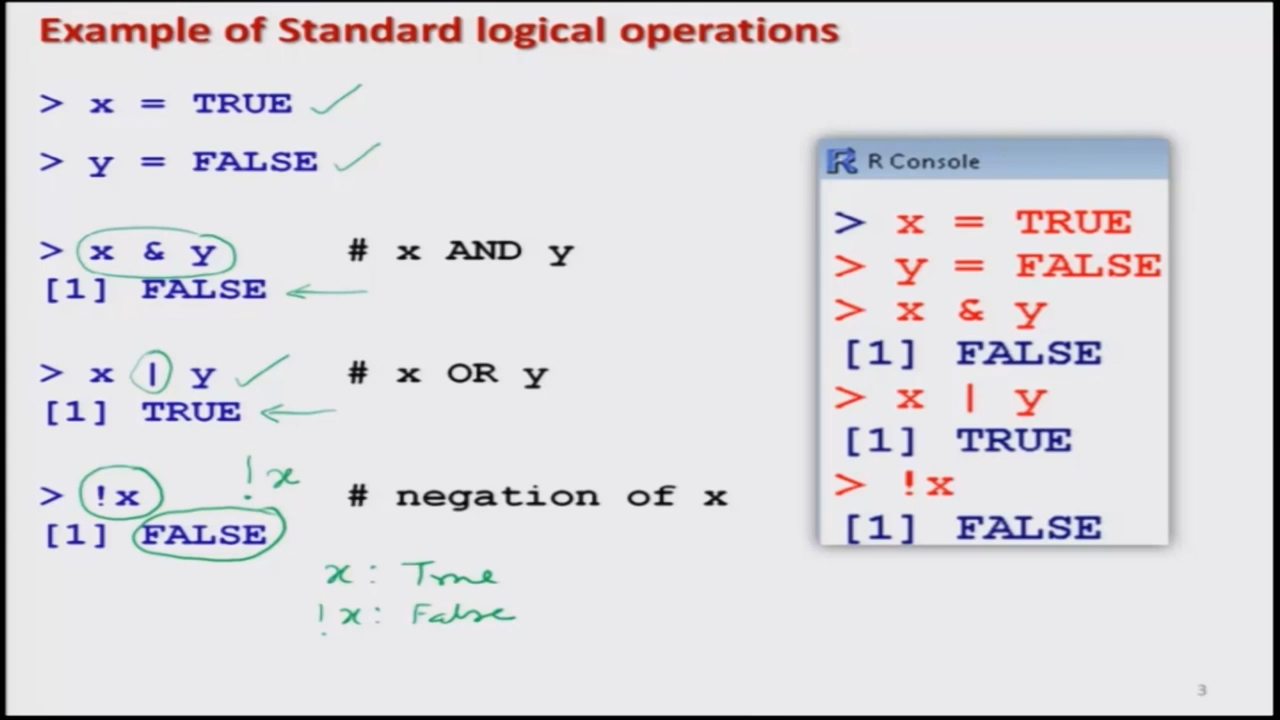 Example of Standard logical operations
> x = TRUE
> y = FALSE
> x & y # x AND y
[1] FALSE
> x | y # x OR y
[1] TRUE
!x
> !x # negation of x
[1] FALSE
x : True
!x : False
R Console
> x = TRUE
> y = FALSE
> x & y
[1] FALSE
> x | y
[1] TRUE
> !x
[1] FALSE
3